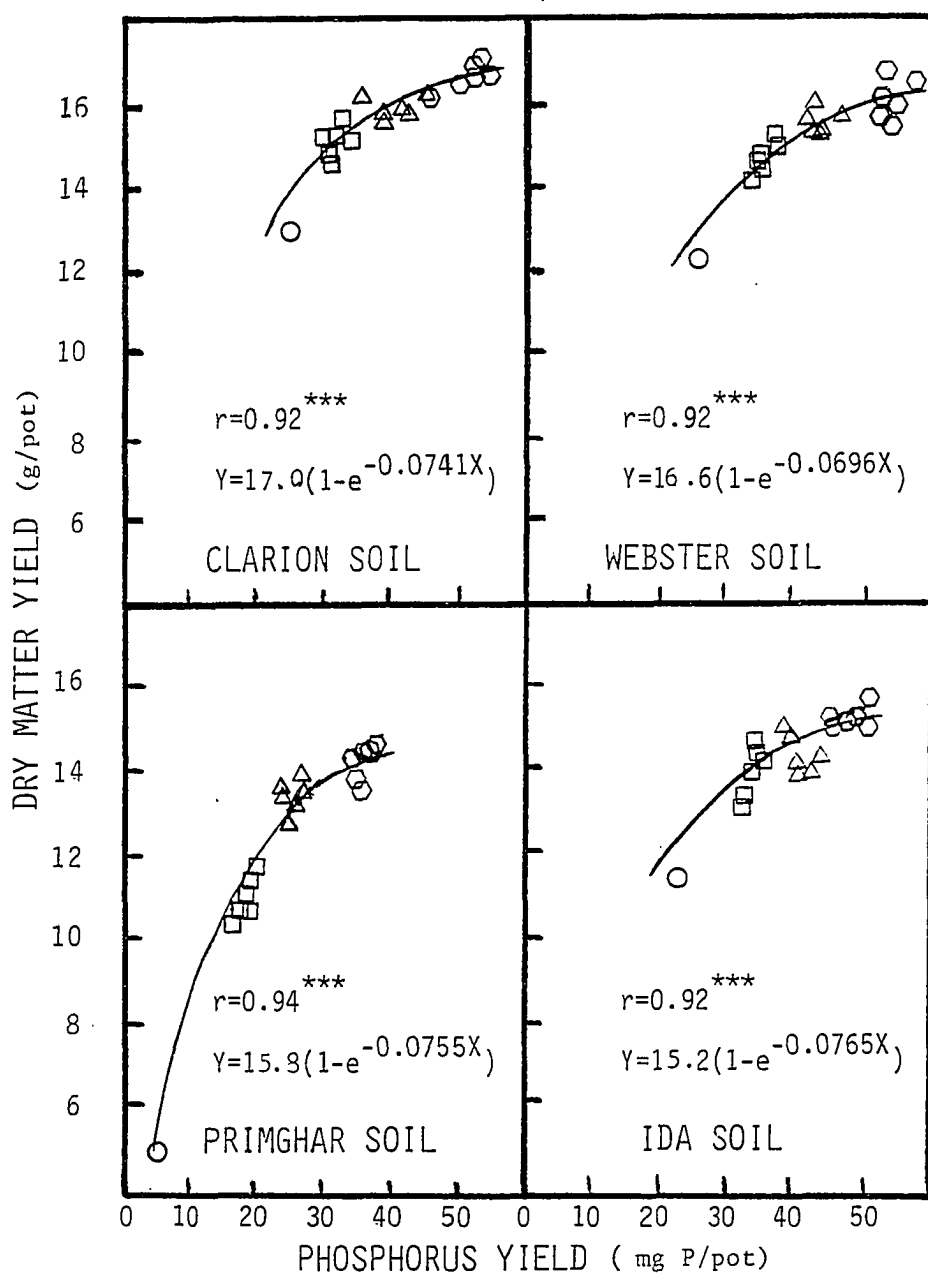 DRY MATTER YIELD (g/pot)
16
14
12
10
8
6
r=0.92***
Y=17.0(1-e-0.0741X)
CLARION SOIL
r=0.92***
Y=16.6(1-e-0.0696X)
WEBSTER SOIL
16
14
12
10
8
6
r=0.94***
Y=15.8(1-e-0.0755X)
PRIMGHAR SOIL
r=0.92***
Y=15.2(1-e-0.0765X)
IDA SOIL
0 10 20 30 40 0 10 20 30 40 50
PHOSPHORUS YIELD ( mg P/pot)